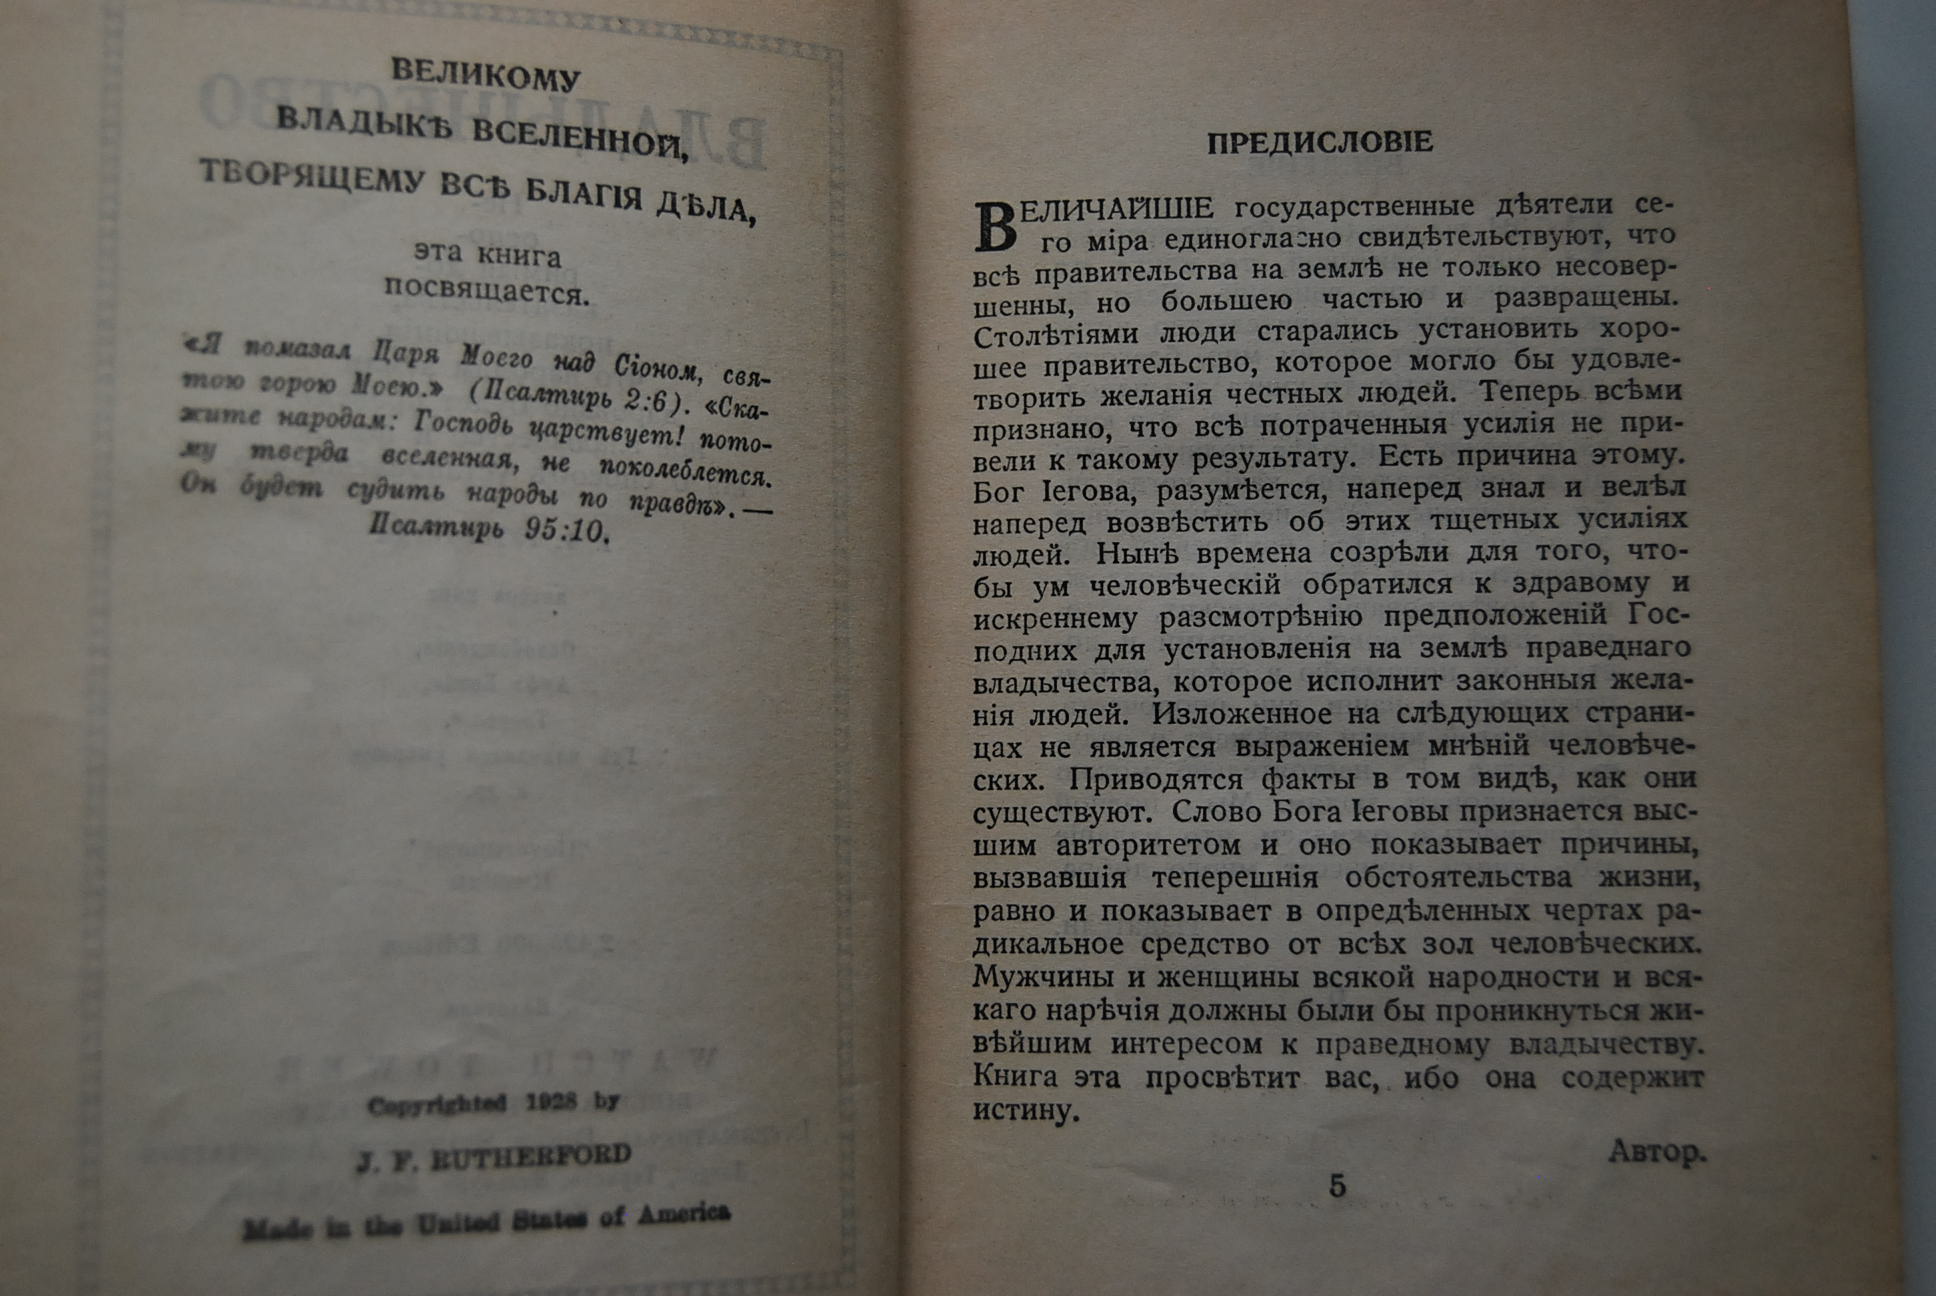 ВЕЛИКОМУ
ВЛАДЫКѢ ВСЕЛЕННОЙ,
ТВОРЯЩЕМУ ВСѢ БЛАГІЯ ДѢЛА,
эта книга
посвящается.
«Я помазал Царя Моего над Сіоном, свя-
тою горою Моею.» (Псалтирь 2:6). «Ска-
жите народам: Господь царствует! пото-
му тверда вселенная, не поколеблется.
Он будет судить народы по правдѣ». —
Псалтирь 95:10.
Copyrighted 1928 by
J. F. RUTHERFORD
Made in the United States of America
ПРЕДИСЛОВІЕ
ВЕЛИЧАЙШІЕ государственные дѣятели се-
го міра единогласно свидѣтельствуют, что
всѣ правительства на землѣ не только несовер-
шенны, но большею частью и развращены.
Столѣтіями люди старались установить хоро-
шее правительство, которое могло бы удовле-
творить желанія честных людей. Теперь всѣми
признано, что всѣ потраченныя усилія не при-
вели к такому результату. Есть причина этому.
Бог Іегова, разумѣется, наперед знал и велѣл
наперед возвѣстить об этих тщетных усиліях
людей. Нынѣ времена созрѣли для того, что-
бы ум человѣческій обратился к здравому и
искреннему разсмотрѣнію предположеній Гос-
подних для установленія на землѣ праведнаго
владычества, которое исполнит законныя жела-
нія людей. Изложенное на слѣдующих страни-
цах не является выраженіем мнѣній человѣче-
ских. Приводятся факты в том видѣ, как они
существуют. Слово Бога Іеговы признается выс-
шим авторитетом и оно показывает причины,
вызвавшія теперешнія обстоятельства жизни,
равно и показывает в опредѣленных чертах ра-
дикальное средство от всѣх зол человѣческих.
Мужчины и женщины всякой народности и вся-
каго нарѣчія должны были бы проникнуться жи-
вѣйшим интересом к праведному владычеству.
Книга эта просвѣтит вас, ибо она содержит
истину.
Автор.
5